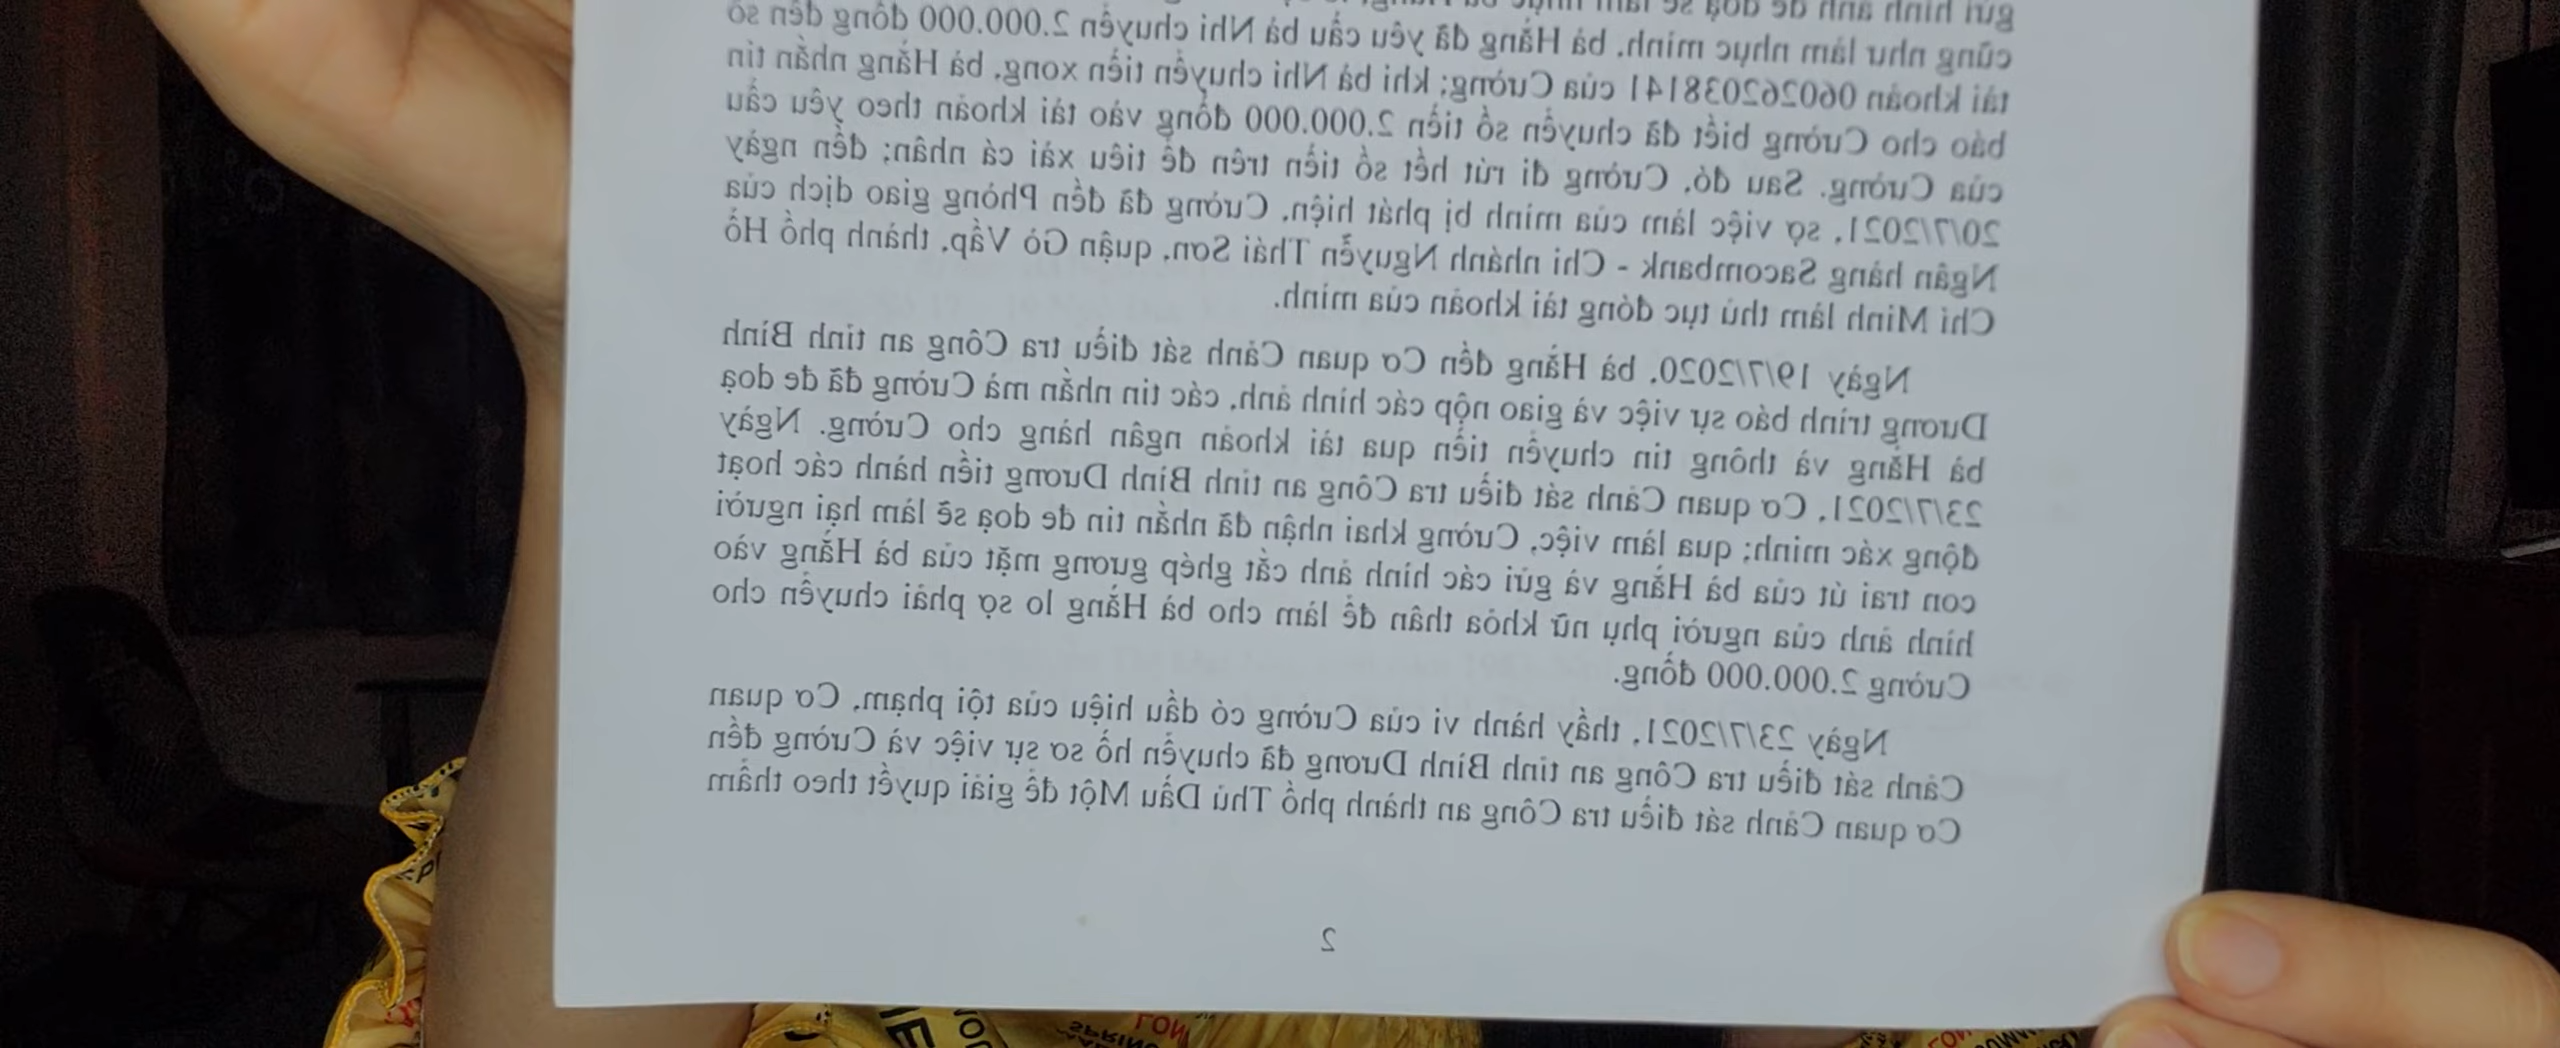 gửi hình ảnh đe doạ sẽ làm
cũng như làm nhục mình, bà Hằng đã yêu cầu bà Nhi chuyển 2.000.000 đồng đến số
tài khoản 060262038141 của Cường; khi bà Nhi chuyển tiền xong, bà Hằng nhắn tin
báo cho Cường biết đã chuyển số tiền 2.000.000 đồng vào tài khoản theo yêu cầu
của Cường. Sau đó, Cường đi rút hết số tiền trên để tiêu xài cá nhân; đến ngày
20/7/2021, sợ việc làm của mình bị phát hiện, Cường đã đến Phòng giao dịch của
Ngân hàng Sacombank - Chi nhánh Nguyễn Thái Sơn, quận Gò Vấp, thành phố Hồ
Chí Minh làm thủ tục đóng tài khoản của mình.
Ngày 19/7/2020, bà Hằng đến Cơ quan Cảnh sát điều tra Công an tỉnh Bình
Dương trình báo sự việc và giao nộp các hình ảnh, các tin nhắn mà Cường đã đe doạ
bà Hằng và thông tin chuyển tiền qua tài khoản ngân hàng cho Cường. Ngày
23/7/2021, Cơ quan Cảnh sát điều tra Công an tỉnh Bình Dương tiến hành các hoạt
động xác minh; qua làm việc, Cường khai nhận đã nhắn tin đe doạ sẽ làm hại người
con trai út của bà Hằng và gửi các hình ảnh cắt ghép gương mặt của bà Hằng vào
hình ảnh của người phụ nữ khỏa thân để làm cho bà Hằng lo sợ phải chuyển cho
Cường 2.000.000 đồng.
Ngày 23/7/2021, thấy hành vi của Cường có dấu hiệu của tội phạm, Cơ quan
Cảnh sát điều tra Công an tỉnh Bình Dương đã chuyển hồ sơ sự việc và Cường đến
Cơ quan Cảnh sát điều tra Công an thành phố Thủ Dầu Một để giải quyết theo thẩm
2